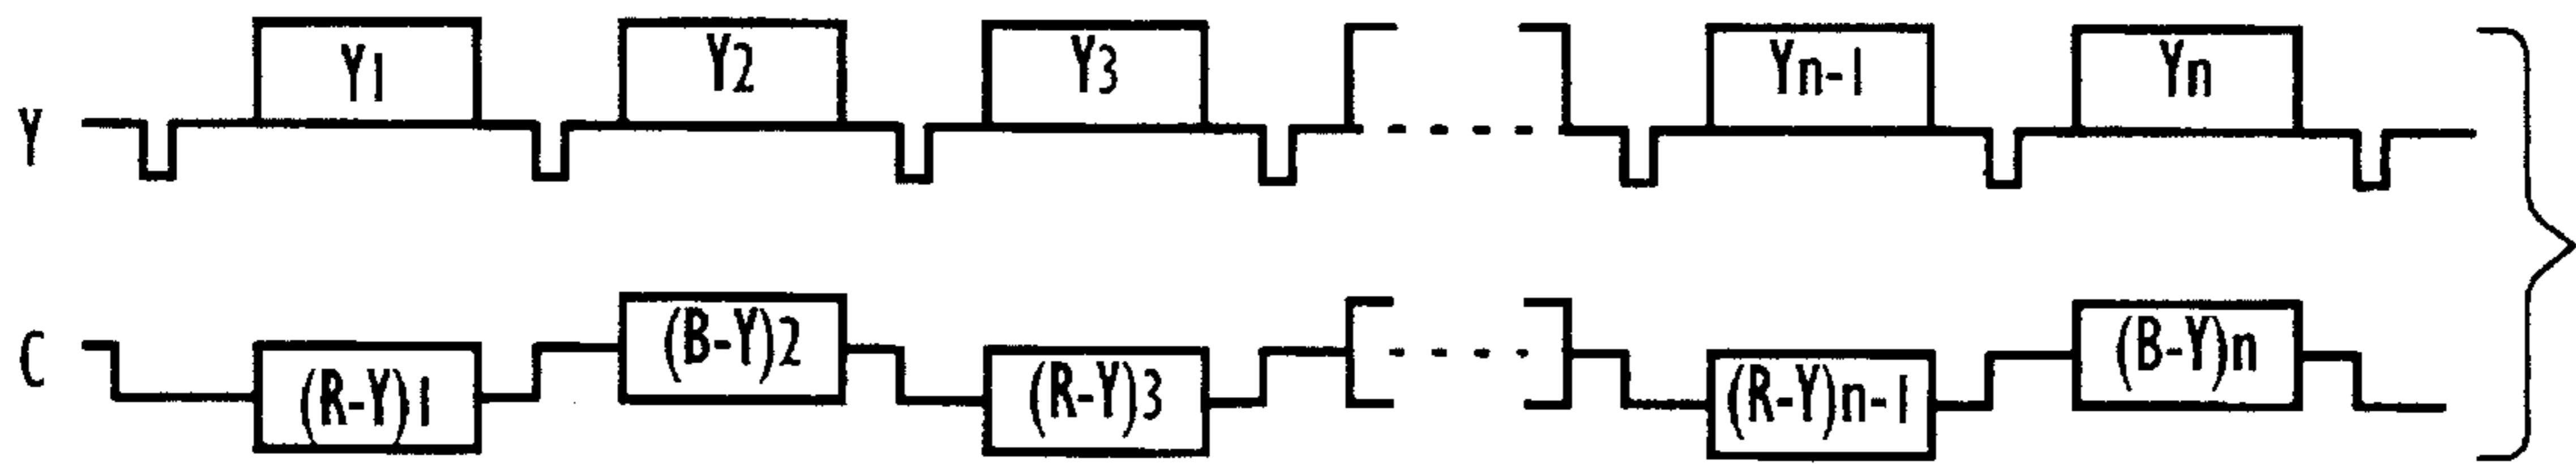 Y Y1 Y2 Y3 Yn-1 Yn
C (R-Y)1 (B-Y)2 (R-Y)3 (R-Y)n-1 (B-Y)n